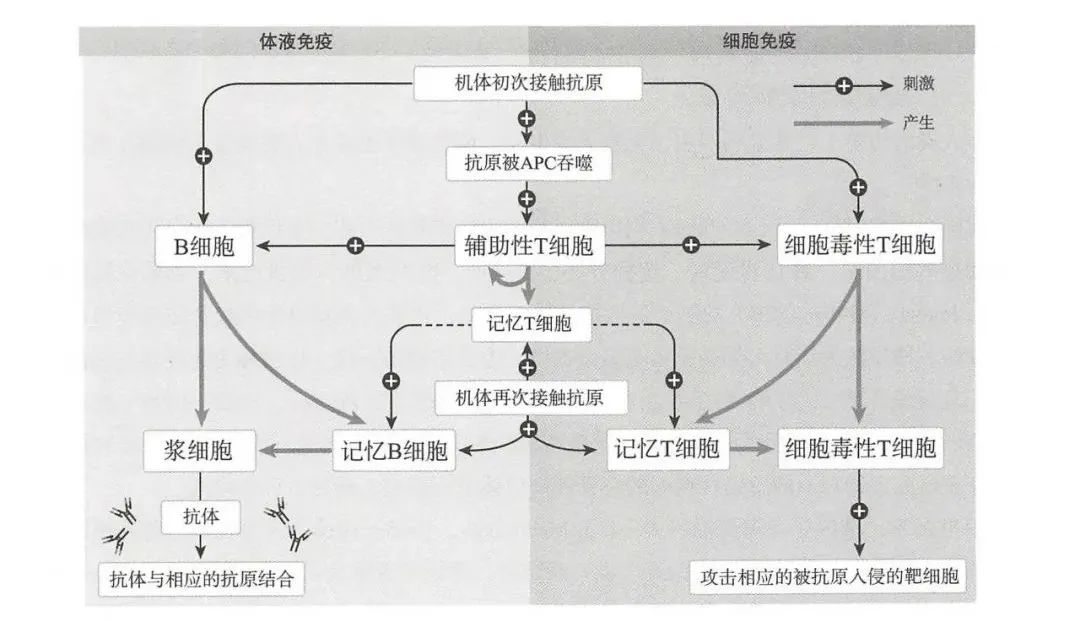 体液免疫
细胞免疫
机体初次接触抗原
刺激
产生
抗原被APC吞噬
B细胞
辅助性T细胞
细胞毒性T细胞
记忆T细胞
机体再次接触抗原
浆细胞
记忆B细胞
记忆T细胞
细胞毒性T细胞
抗体
抗体与相应的抗原结合
攻击相应的被抗原入侵的靶细胞